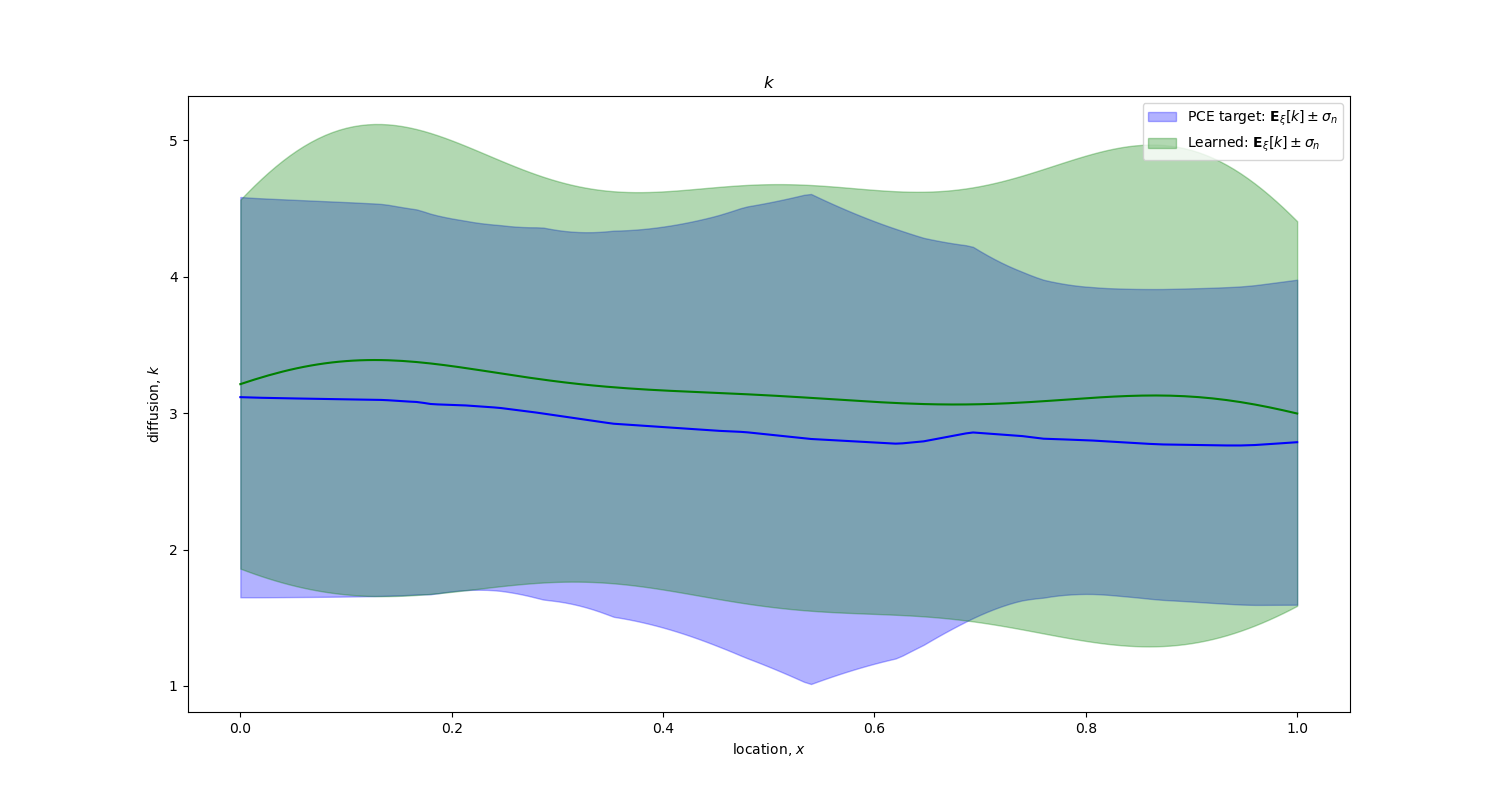 k
PCE target: E_ξ[k] ± σ_n
Learned: E_ξ[k] ± σ_n
5
4
3
2
1
diffusion, k
0.0 0.2 0.4 0.6 0.8 1.0
location, x